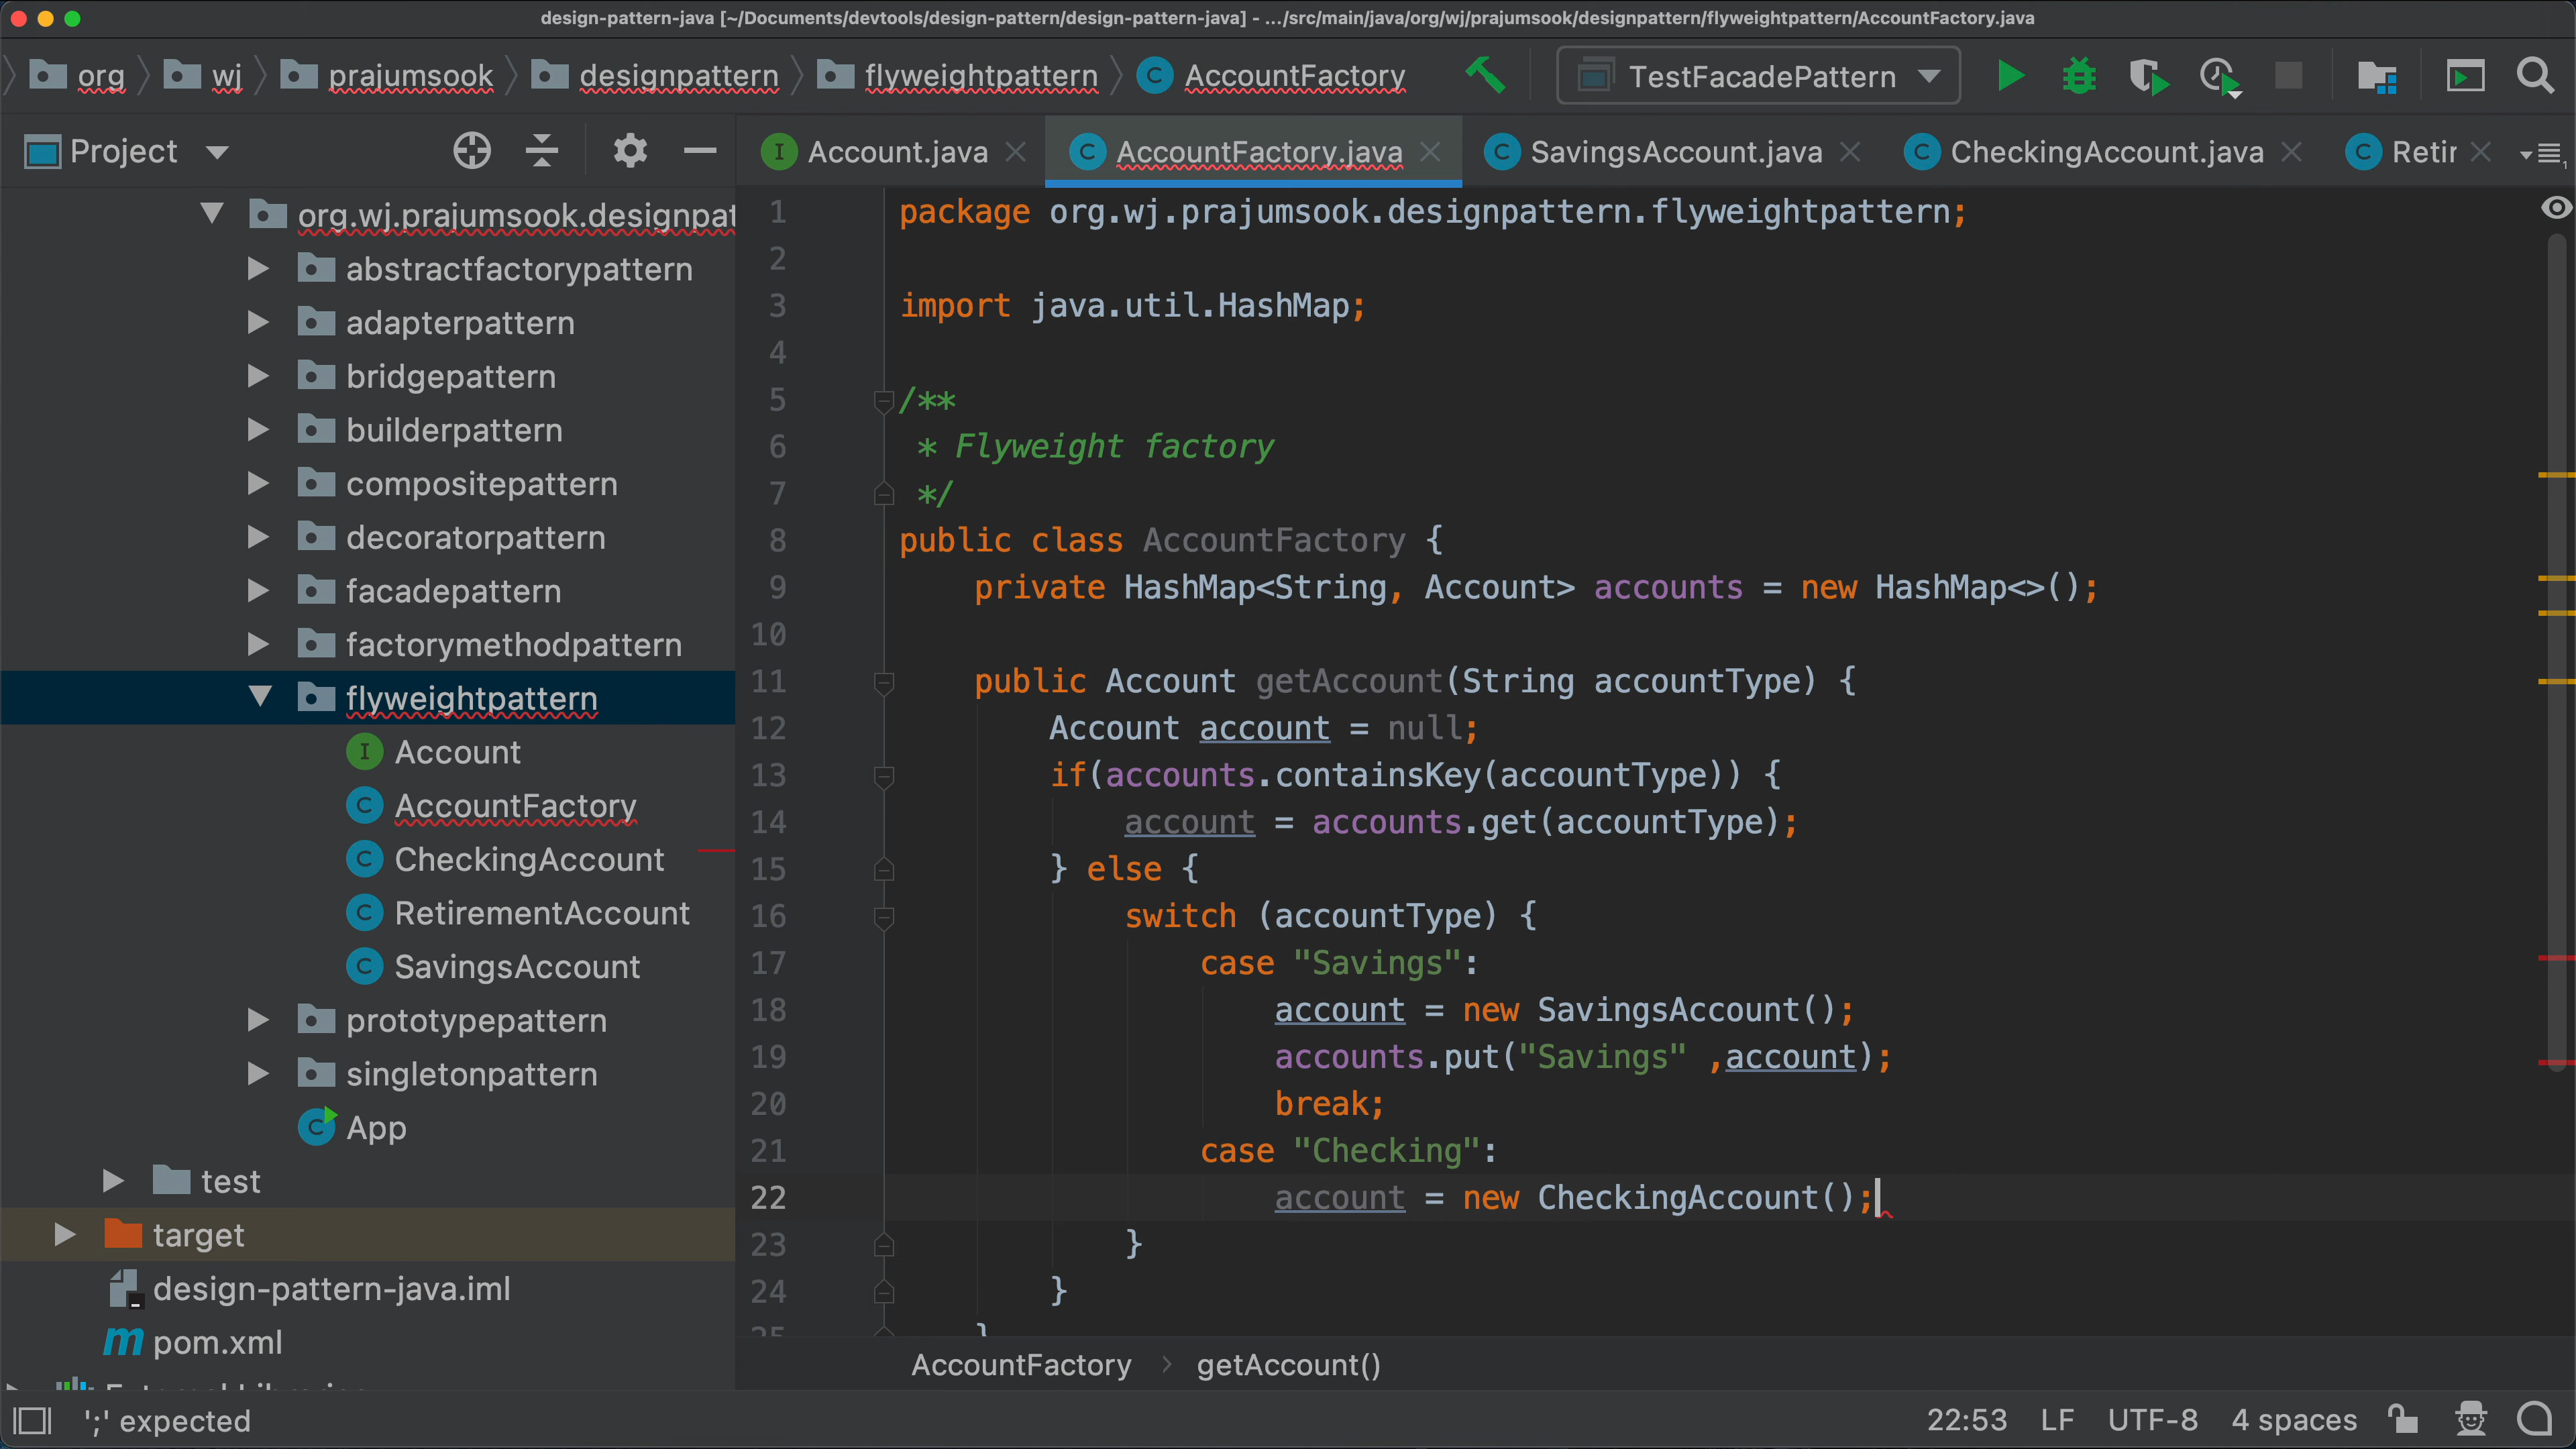 design-pattern-java [~/Documents/devtools/design-pattern/design-pattern-java] - .../src/main/java/org/wj/prajumsook/designpattern/flyweightpattern/AccountFactory.java
org wj prajumsook designpattern flyweightpattern C AccountFactory TestFacadePattern
Project
I Account.java C AccountFactory.java C SavingsAccount.java C CheckingAccount.java C Retir
org.wj.prajumsook.designpat
abstractfactorypattern
adapterpattern
bridgepattern
builderpattern
compositepattern
decoratorpattern
facadepattern
factorymethodpattern
flyweightpattern
I Account
C AccountFactory
C CheckingAccount
C RetirementAccount
C SavingsAccount
prototypepattern
singletonpattern
C App
test
target
design-pattern-java.iml
m pom.xml
1 package org.wj.prajumsook.designpattern.flyweightpattern;
2
3 import java.util.HashMap;
4
5 /**
6 * Flyweight factory
7 */
8 public class AccountFactory {
9 private HashMap<String, Account> accounts = new HashMap<>();
10
11 public Account getAccount(String accountType) {
12 Account account = null;
13 if(accounts.containsKey(accountType)) {
14 account = accounts.get(accountType);
15 } else {
16 switch (accountType) {
17 case "Savings":
18 account = new SavingsAccount();
19 accounts.put("Savings" ,account);
20 break;
21 case "Checking":
22 account = new CheckingAccount();
23 }
24 }
25 }
AccountFactory > getAccount()
';' expected
22:53 LF UTF-8 4 spaces